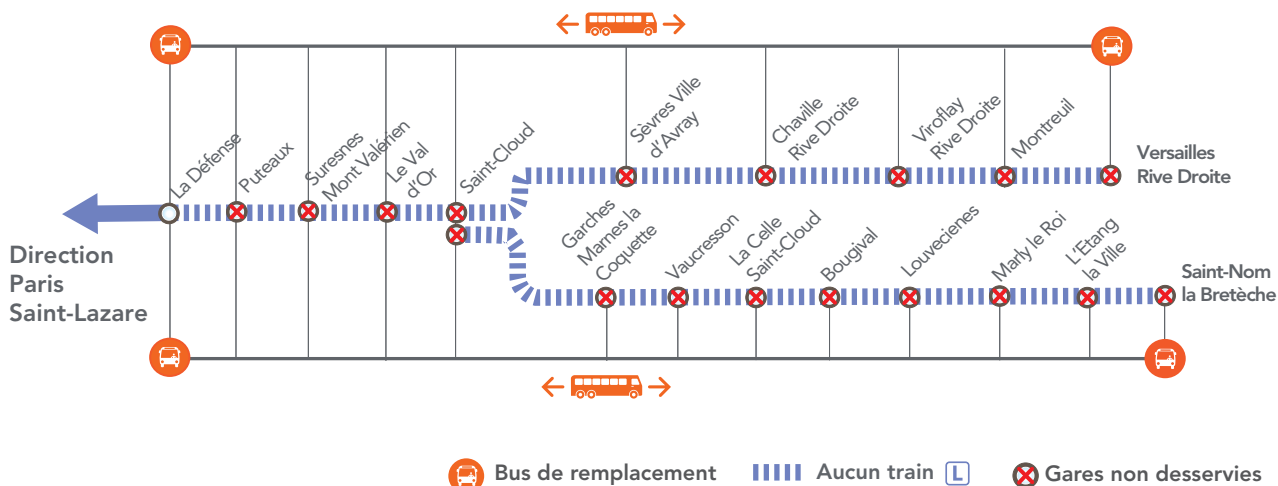 La Défense
Puteaux
Suresnes
Mont Valérien
Le Val
d'Or
Saint-Cloud
Sèvres Ville
d'Avray
Chaville
Rive Droite
Viroflay
Rive Droite
Montreuil
Versailles
Rive Droite
Direction
Paris
Saint-Lazare
Garches
Marnes la
Coquette
Vaucresson
La Celle
Saint-Cloud
Bougival
Louveciennes
Marly le Roi
L'Etang
la Ville
Saint-Nom
la Bretèche
Bus de remplacement
Aucun train L
Gares non desservies